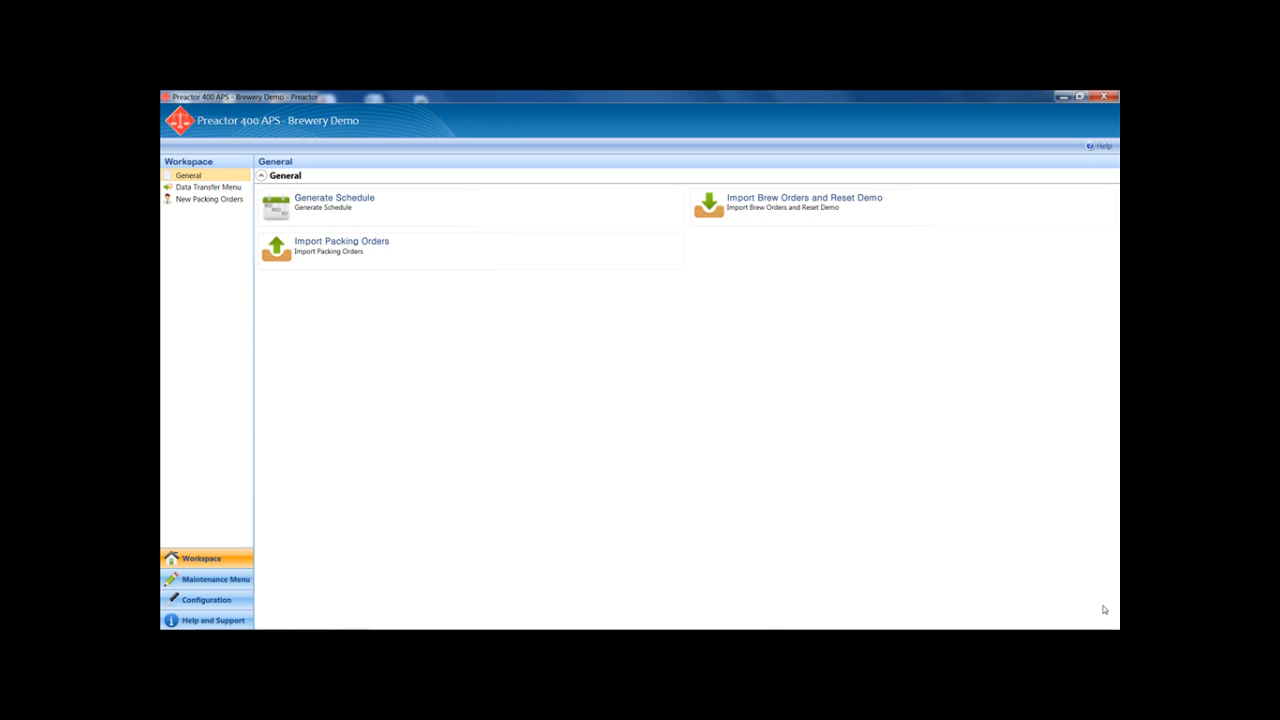 Preactor 400 APS - Brewery Demo - Preactor
Preactor 400 APS - Brewery Demo
Help
Workspace
General
Data Transfer Menu
New Packing Orders
General
General
Generate Schedule
Generate Schedule
Import Brew Orders and Reset Demo
Import Brew Orders and Reset Demo
Import Packing Orders
Import Packing Orders
Workspace
Maintenance Menu
Configuration
Help and Support